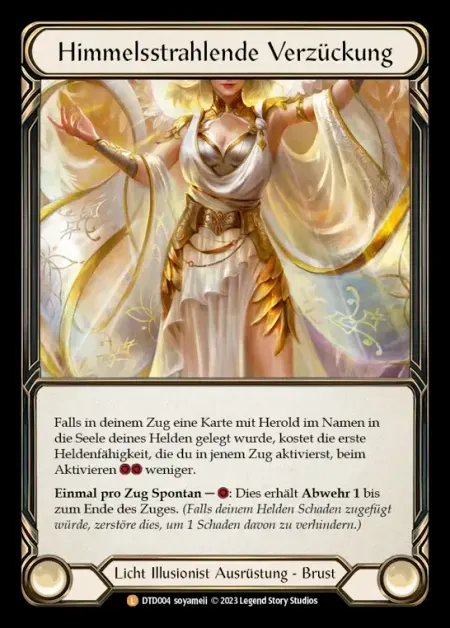 Himmelsstrahlende Verzückung
Falls in deinem Zug eine Karte mit Herold im Namen in
die Seele deines Helden gelegt wurde, kostet die erste
Heldenfähigkeit, die du in jenem Zug aktivierst, beim
Aktivieren weniger.
Einmal pro Zug Spontan — : Dies erhält Abwehr 1 bis
zum Ende des Zuges. (Falls deinem Helden Schaden zugefügt
würde, zerstöre dies, um 1 Schaden davon zu verhindern.)
Licht Illusionist Ausrüstung - Brust
L DTD004 soyameii © 2023 Legend Story Studios